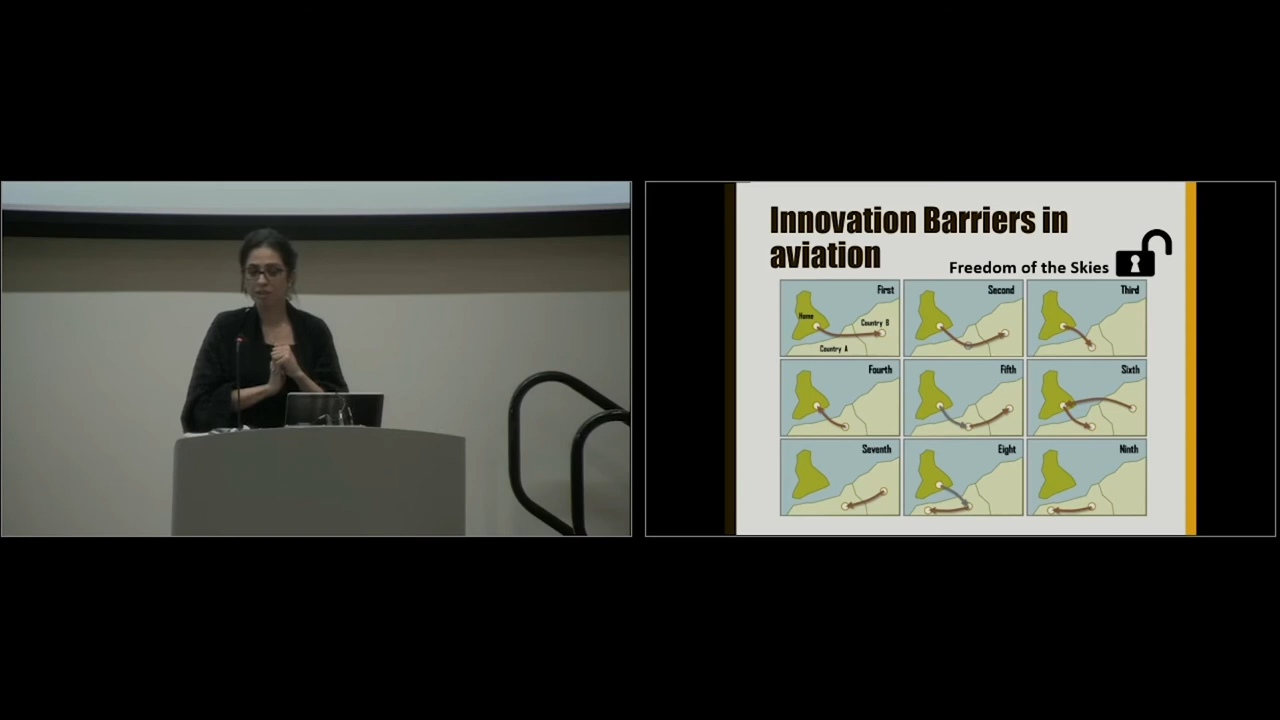 Innovation Barriers in
aviation
Freedom of the Skies
First
Home
Country B
Country A
Second
Third
Fourth
Fifth
Sixth
Seventh
Eight
Ninth